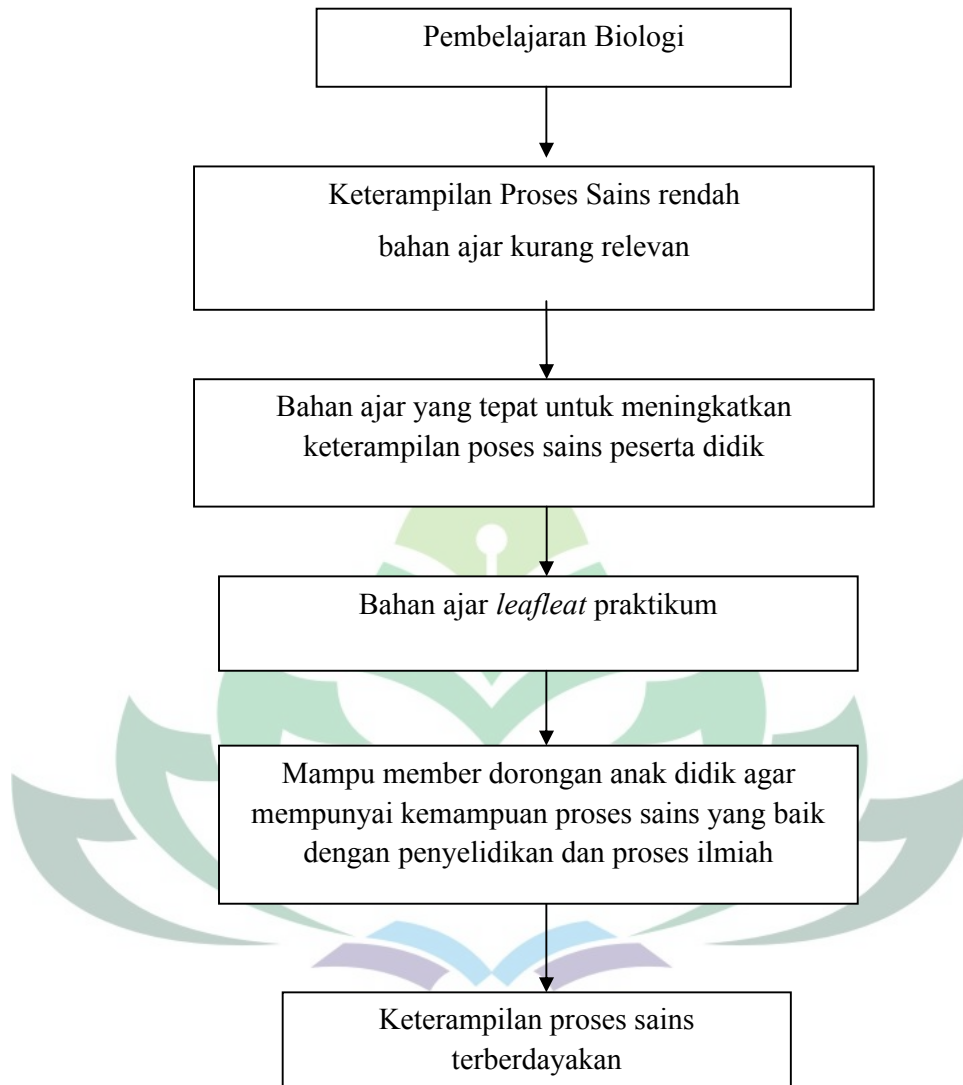 Pembelajaran Biologi
Keterampilan Proses Sains rendah
bahan ajar kurang relevan
Bahan ajar yang tepat untuk meningkatkan
keterampilan poses sains peserta didik
Bahan ajar leafleat praktikum
Mampu member dorongan anak didik agar
mempunyai kemampuan proses sains yang baik
dengan penyelidikan dan proses ilmiah
Keterampilan proses sains
terberdayakan